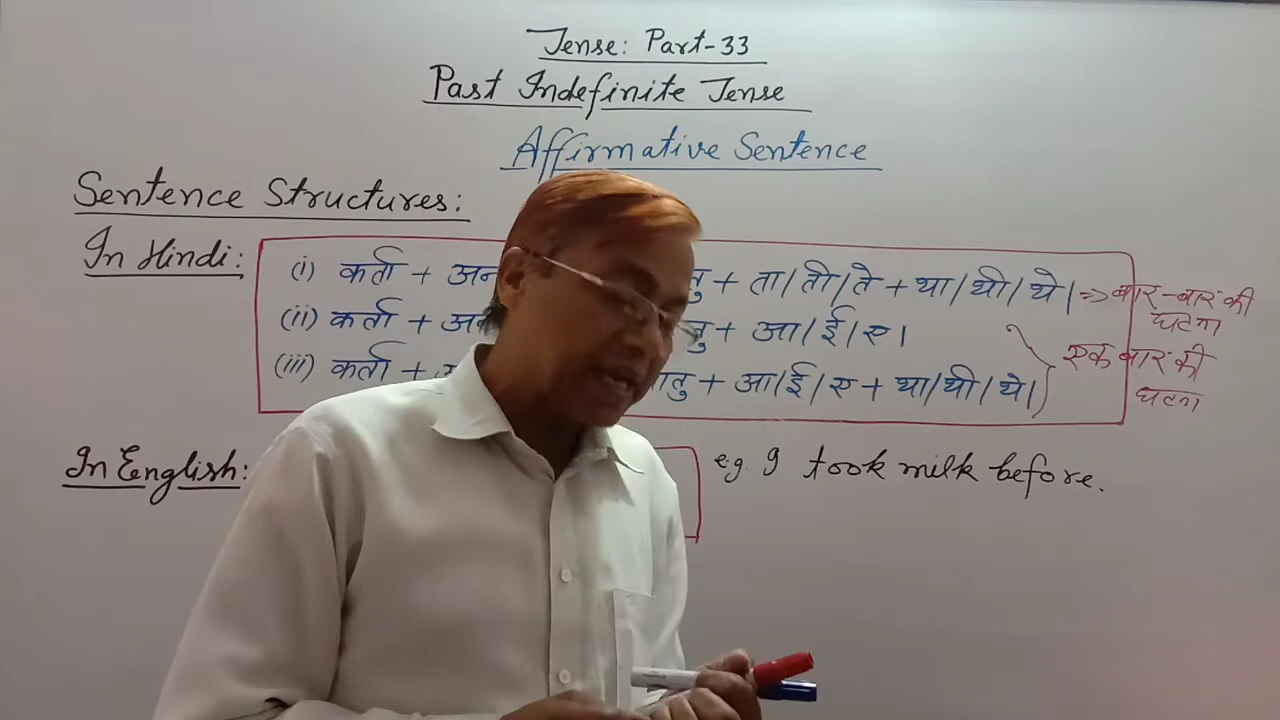 Tense: Part-33
Past Indefinite Tense
Affirmative Sentence
Sentence Structures:
In Hindi:
(i) कर्ता + + ता/ती/ते + था/थी/थे। => बार-बार की घटना
(ii) कर्ता + + आ/ई/ए।
(iii) कर्ता + + आ/ई/ए + था/थी/थे।
एक बार की घटना
In English:
e.g. I took milk before.